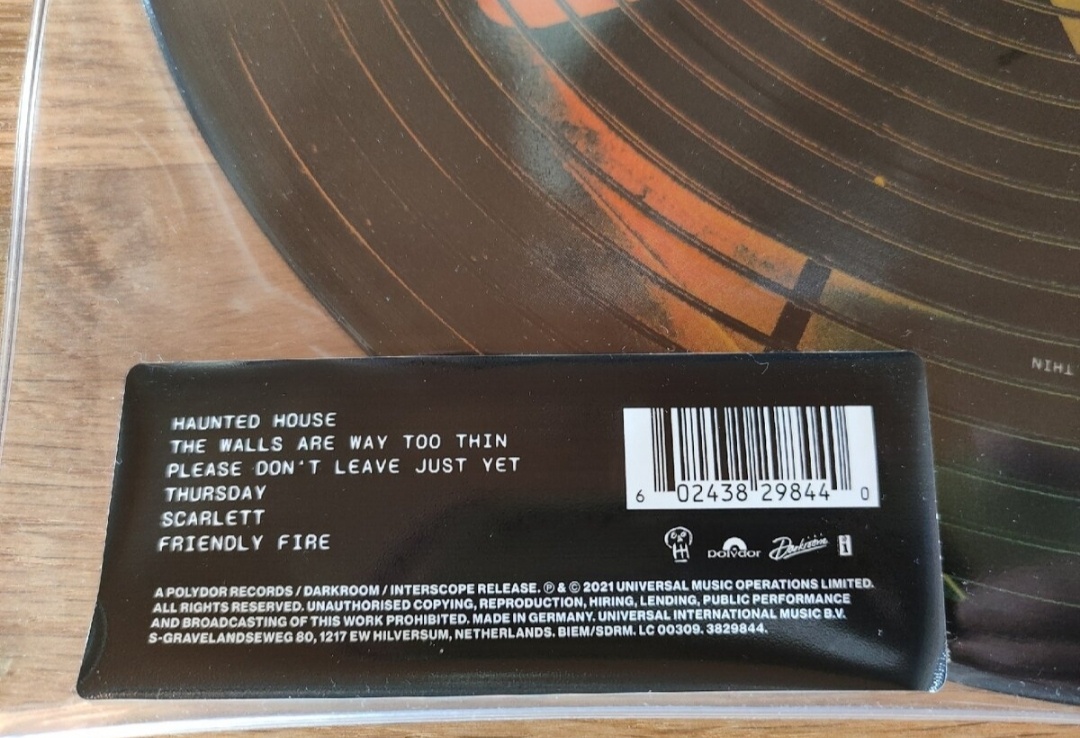 HAUNTED HOUSE
THE WALLS ARE WAY TOO THIN
PLEASE DON'T LEAVE JUST YET
THURSDAY
SCARLETT
FRIENDLY FIRE
6 02438 29844 0
polydor Darkroom i
A POLYDOR RECORDS / DARKROOM / INTERSCOPE RELEASE. ℗ & © 2021 UNIVERSAL MUSIC OPERATIONS LIMITED.
ALL RIGHTS RESERVED. UNAUTHORISED COPYING, REPRODUCTION, HIRING, LENDING, PUBLIC PERFORMANCE
AND BROADCASTING OF THIS WORK PROHIBITED. MADE IN GERMANY. UNIVERSAL INTERNATIONAL MUSIC B.V.
S-GRAVELANDSEWEG 80, 1217 EW HILVERSUM, NETHERLANDS. BIEM/SDRM. LC 00309. 3829844.
THIN